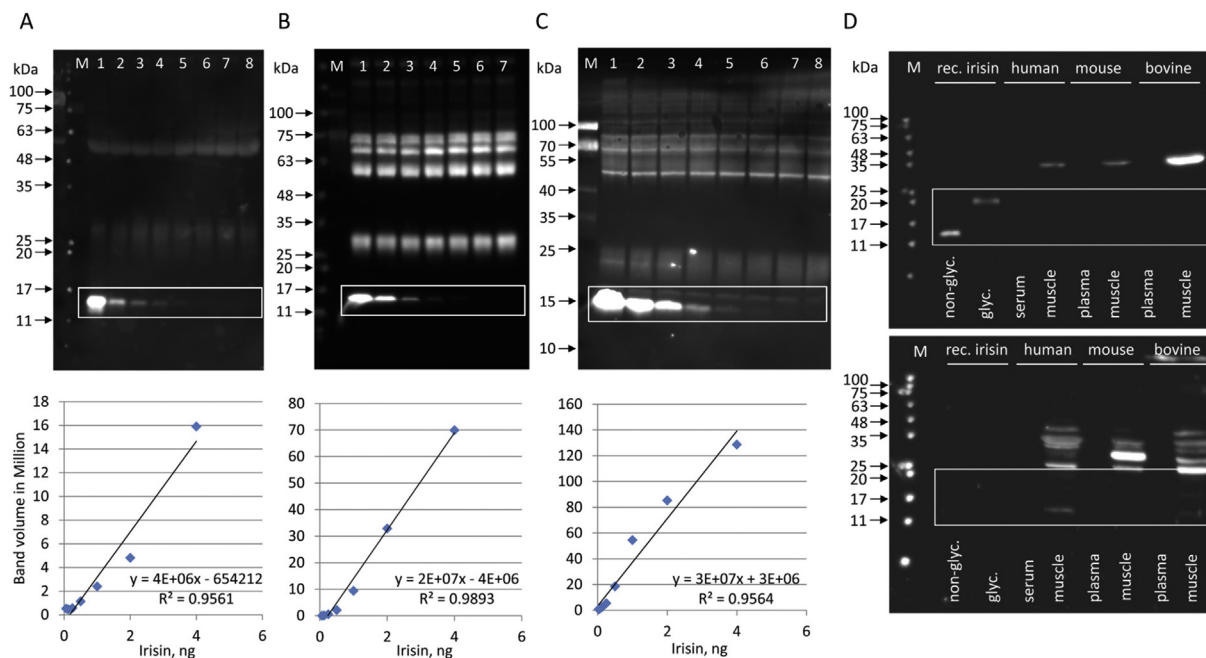 A
kDa
M 1 2 3 4 5 6 7 8
100
75
63
48
35
25
20
17
11
B
kDa
M 1 2 3 4 5 6 7
100
75
63
48
35
25
20
17
11
C
kDa
M 1 2 3 4 5 6 7 8
100
70
55
40
35
25
15
10
D
kDa
M rec. irisin human mouse bovine
100
75
63
48
35
25
20
17
11
non-glyc.
glyc.
serum
muscle
plasma
muscle
plasma
muscle
M rec. irisin human mouse bovine
100
75
63
48
35
25
20
17
11
non-glyc.
glyc.
serum
muscle
plasma
muscle
plasma
muscle
Band volume in Million
18
16
14
12
10
8
6
4
2
0
y = 4E+06x - 654212
R² = 0.9561
0 2 4 6
Irisin, ng
80
70
60
50
40
30
20
10
0
y = 2E+07x - 4E+06
R² = 0.9893
0 2 4 6
Irisin, ng
160
140
120
100
80
60
40
20
0
y = 3E+07x + 3E+06
R² = 0.9564
0 2 4 6
Irisin, ng